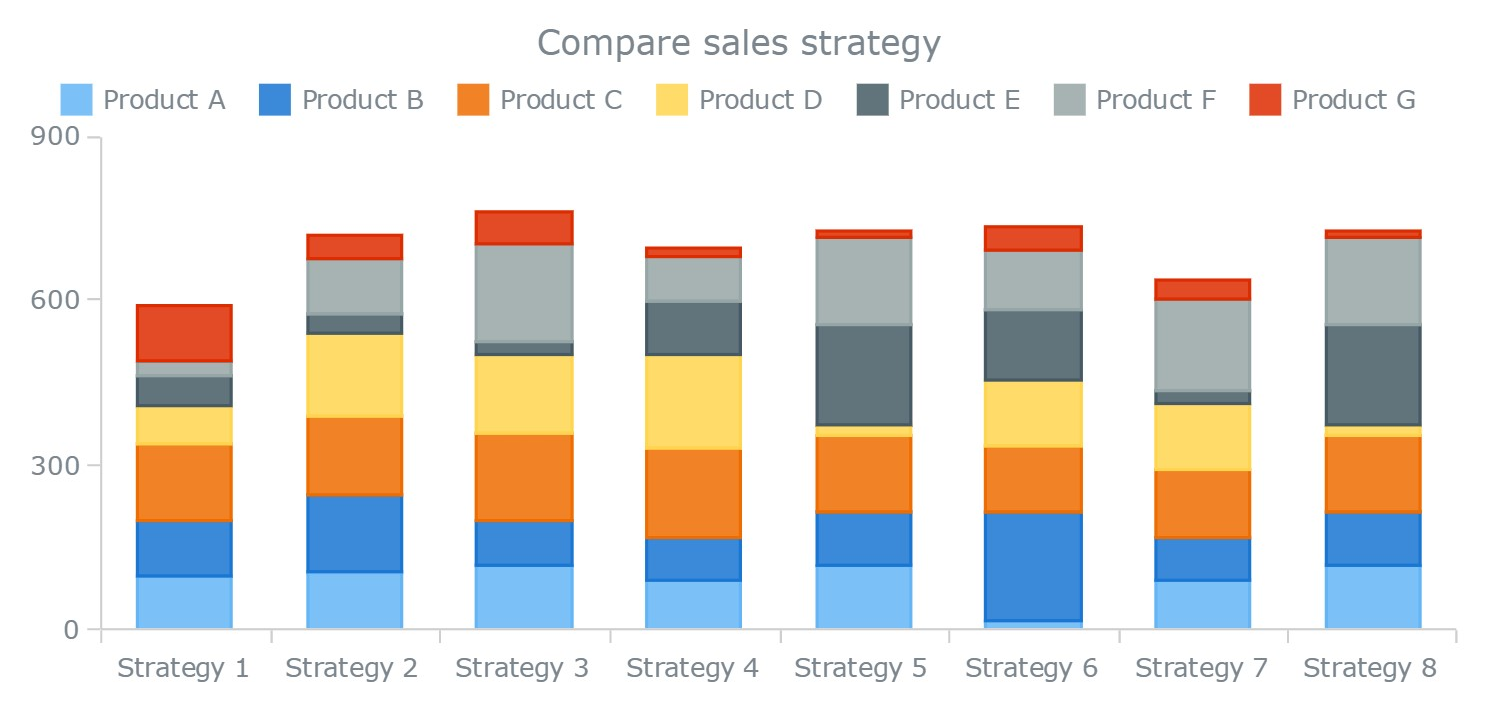 Compare sales strategy
Product A Product B Product C Product D Product E Product F Product G
900
600
300
0
Strategy 1 Strategy 2 Strategy 3 Strategy 4 Strategy 5 Strategy 6 Strategy 7 Strategy 8